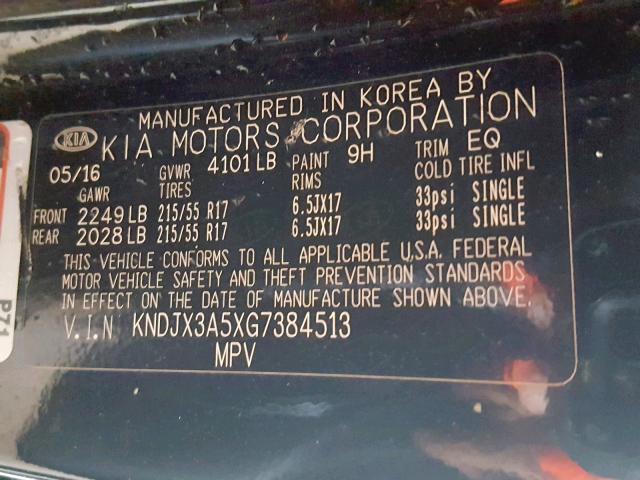 MANUFACTURED IN KOREA BY
KIA KIA MOTORS CORPORATION
05/16 GVWR 4101 LB PAINT 9H TRIM EQ
GAWR TIRES RIMS COLD TIRE INFL
FRONT 2249 LB 215/55 R17 6.5JX17 33psi SINGLE
REAR 2028 LB 215/55 R17 6.5JX17 33psi SINGLE
THIS VEHICLE CONFORMS TO ALL APPLICABLE U.S.A. FEDERAL
MOTOR VEHICLE SAFETY AND THEFT PREVENTION STANDARDS
IN EFFECT ON THE DATE OF MANUFACTURE SHOWN ABOVE.
V.I.N KNDJX3A5XG7384513
MPV
P71